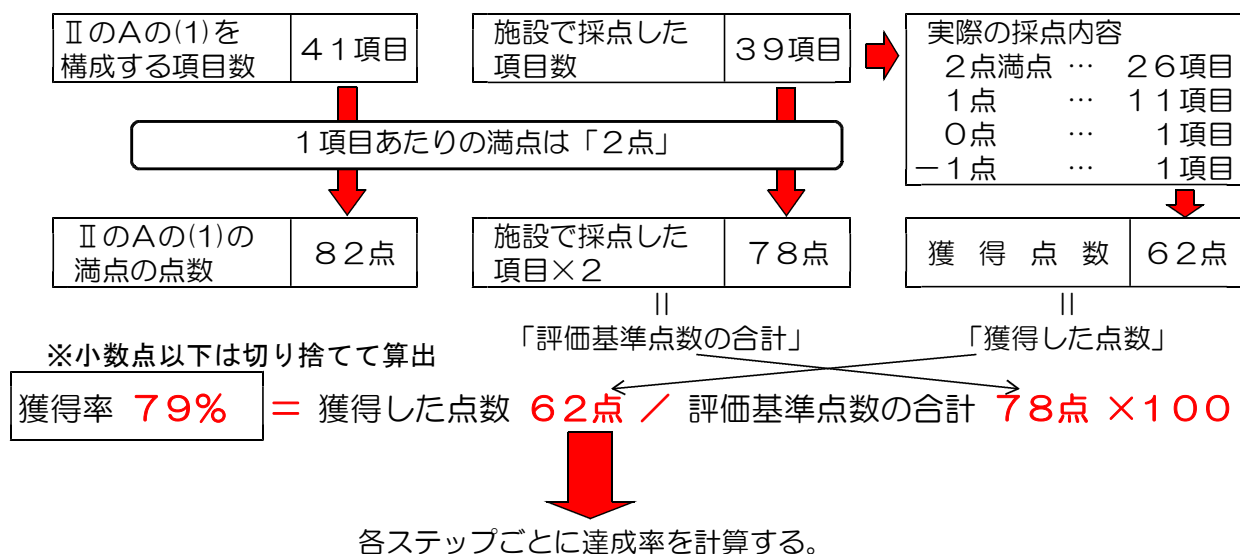 ⅡのAの(1)を
構成する項目数
41項目
施設で採点した
項目数
39項目
実際の採点内容
2点満点 … 26項目
1点 … 11項目
0点 … 1項目
－1点 … 1項目
1項目あたりの満点は「2点」
ⅡのAの(1)の
満点の点数
82点
施設で採点した
項目×2
78点
獲得点数
62点
||
「評価基準点数の合計」
||
「獲得した点数」
※小数点以下は切り捨てて算出
獲得率 79% ＝ 獲得した点数 62点 ／ 評価基準点数の合計 78点 ×100
各ステップごとに達成率を計算する。